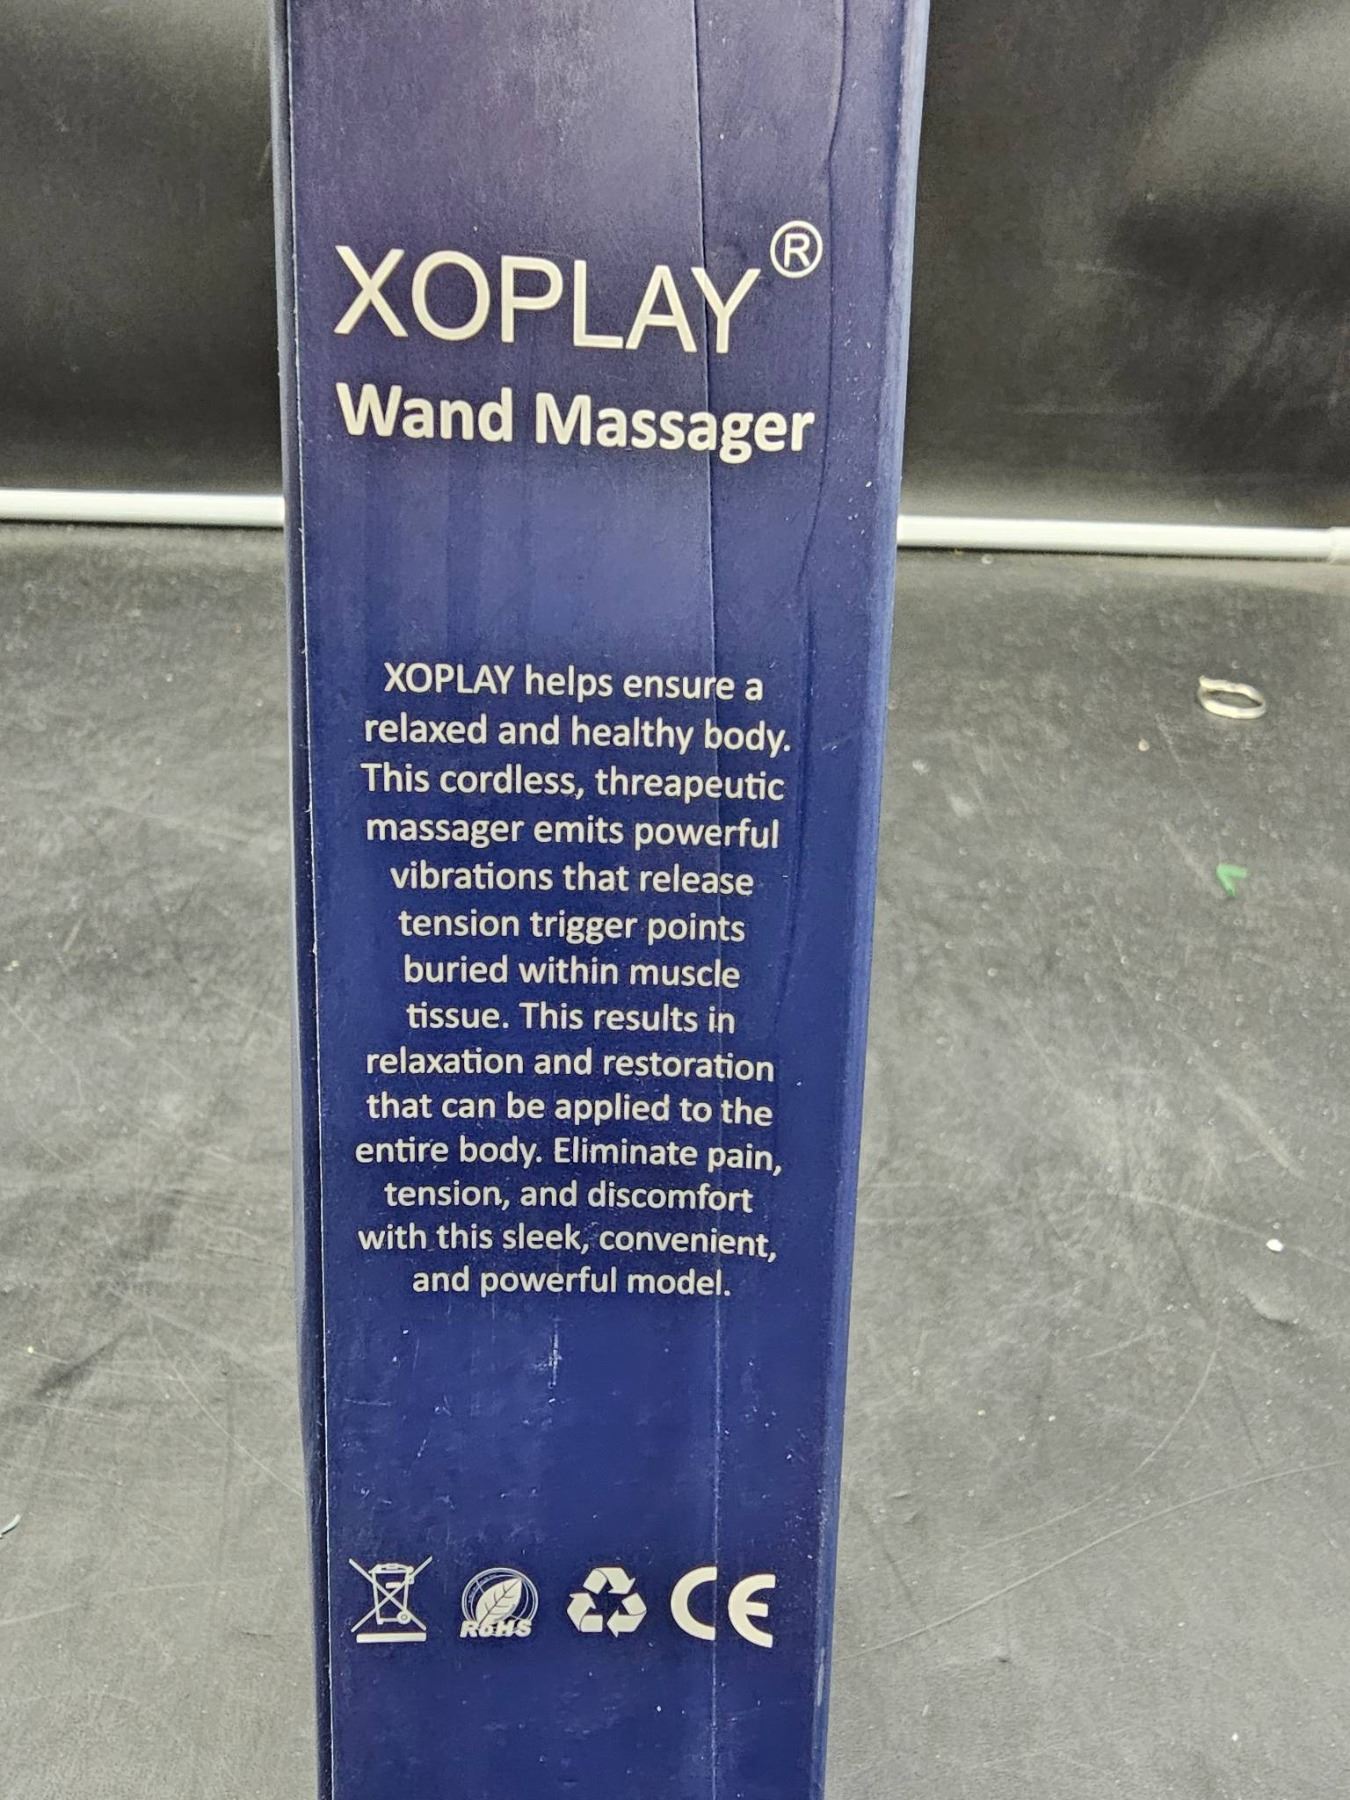 XOPLAY®
Wand Massager
XOPLAY helps ensure a
relaxed and healthy body.
This cordless, threapeutic
massager emits powerful
vibrations that release
tension trigger points
buried within muscle
tissue. This results in
relaxation and restoration
that can be applied to the
entire body. Eliminate pain,
tension, and discomfort
with this sleek, convenient,
and powerful model.
RoHS CE